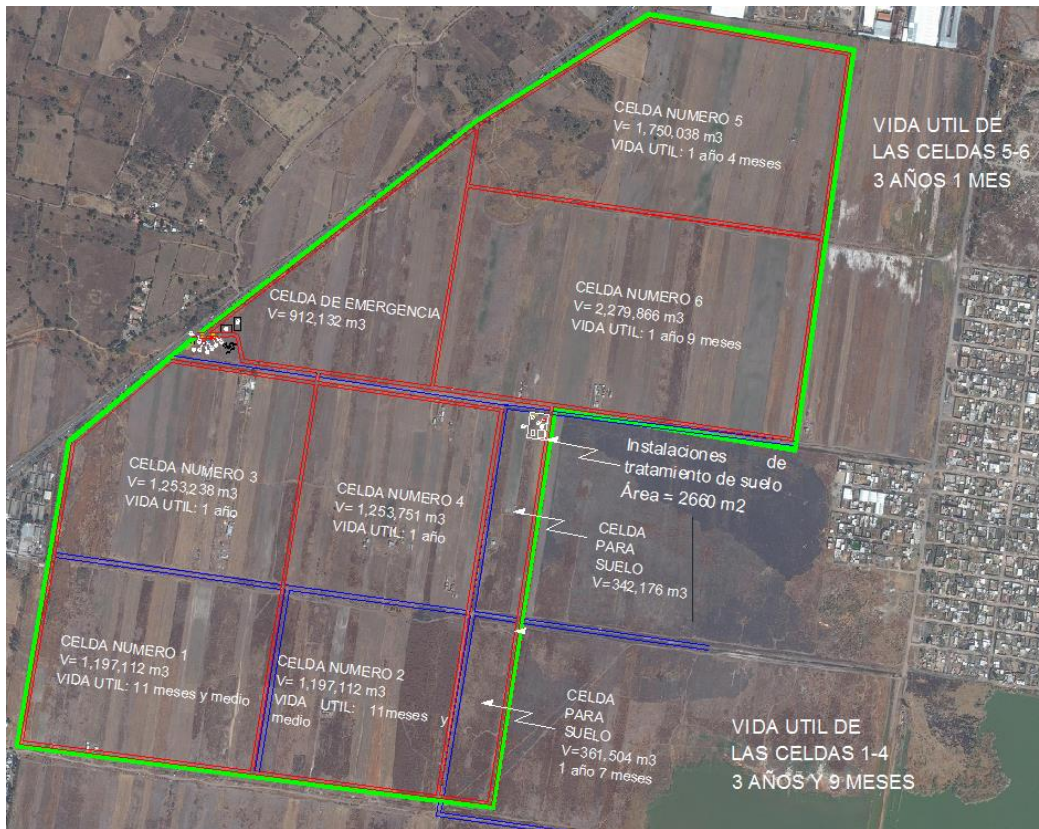 CELDA NUMERO 5
V= 1,750,038 m3
VIDA UTIL: 1 año 4 meses
VIDA UTIL DE
LAS CELDAS 5-6
3 AÑOS 1 MES
CELDA DE EMERGENCIA
V= 912,132 m3
CELDA NUMERO 6
V= 2,279,866 m3
VIDA UTIL: 1 año 9 meses
CELDA NUMERO 3
V= 1,253,238 m3
VIDA UTIL: 1 año
CELDA NUMERO 4
V= 1,253,751 m3
VIDA UTIL: 1 año
Instalaciones de
tratamiento de suelo
Área = 2660 m2
CELDA
PARA
SUELO
V=342,176 m3
CELDA NUMERO 1
V= 1,197,112 m3
VIDA UTIL: 11 meses y medio
CELDA NUMERO 2
V= 1,197,112 m3
VIDA UTIL: 11meses y
medio
CELDA
PARA
SUELO
V=361,504 m3
1 año 7 meses
VIDA UTIL DE
LAS CELDAS 1-4
3 AÑOS Y 9 MESES